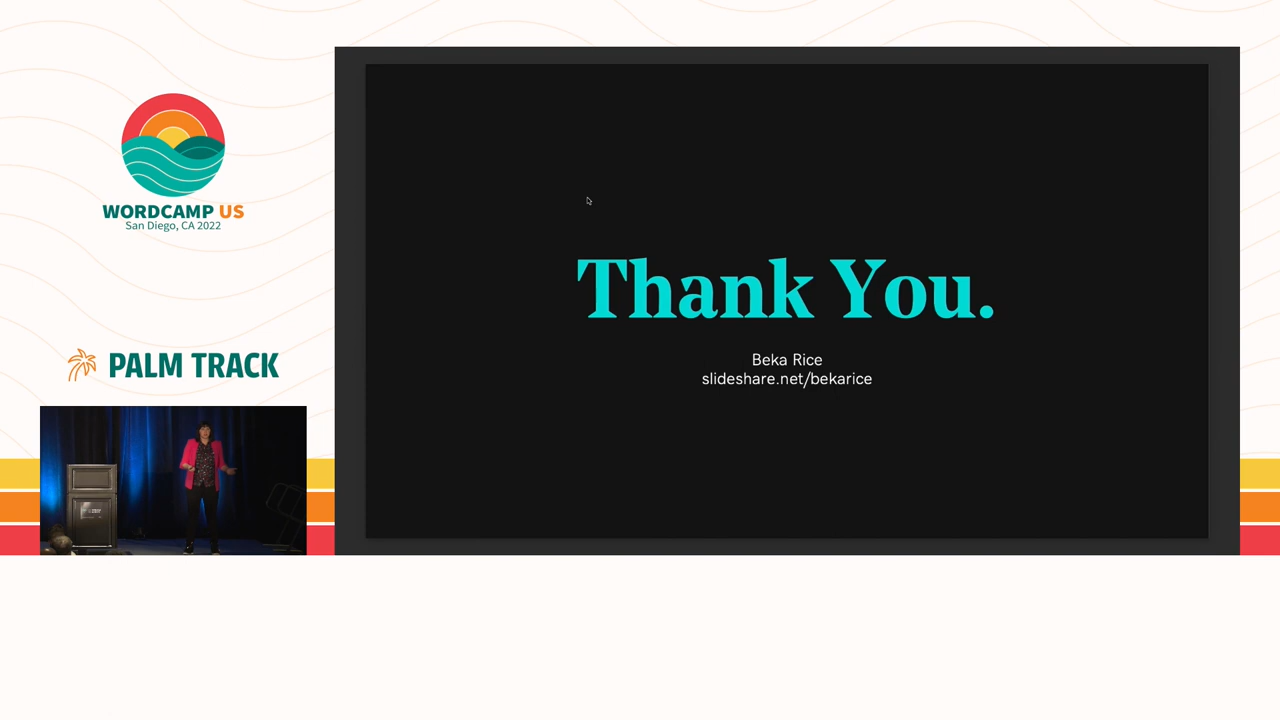 WORDCAMP US
San Diego, CA 2022
PALM TRACK
Thank You.
Beka Rice
slideshare.net/bekarice